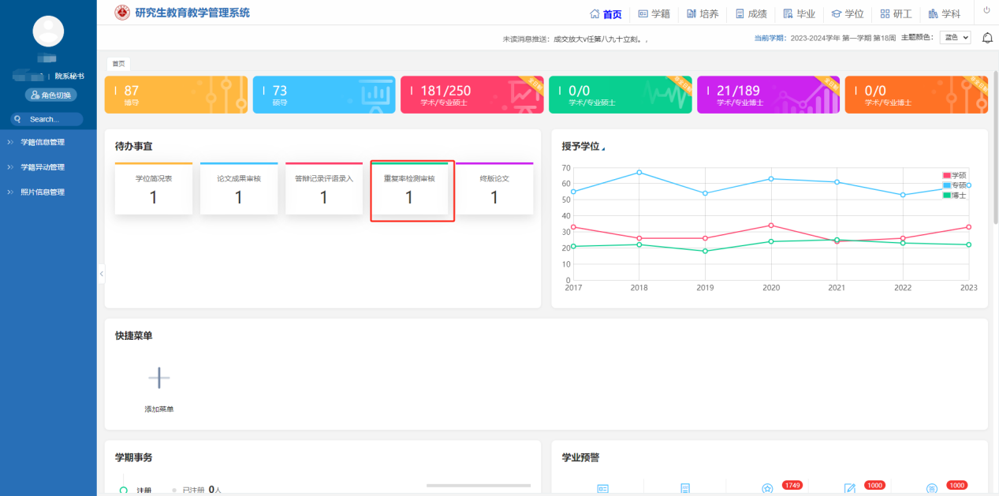 研究生教育教学管理系统
首页
学籍
培养
成绩
毕业
学位
研工
学科
| 院系秘书
角色切换
Search...
学籍信息管理
学籍异动管理
照片信息管理
未读消息推送：成交放大v任第八九十立刻。，
当前学期：2023-2024学年 第一学期 第18周 主题颜色： 蓝色
首页
87
博导
73
硕导
181/250
学术/专业硕士
0/0
学术/专业硕士
21/189
学术/专业博士
0/0
学术/专业博士
待办事宜
学位简况表
1
论文成果审核
1
答辩记录评语录入
1
重复率检测审核
1
终版论文
1
授予学位
70
60
50
40
30
20
10
0
2017 2018 2019 2020 2021 2022 2023
学硕
专硕
博士
快捷菜单
添加菜单
学期事务
注册
已注册 0人
学业预警
1749
1000
1000